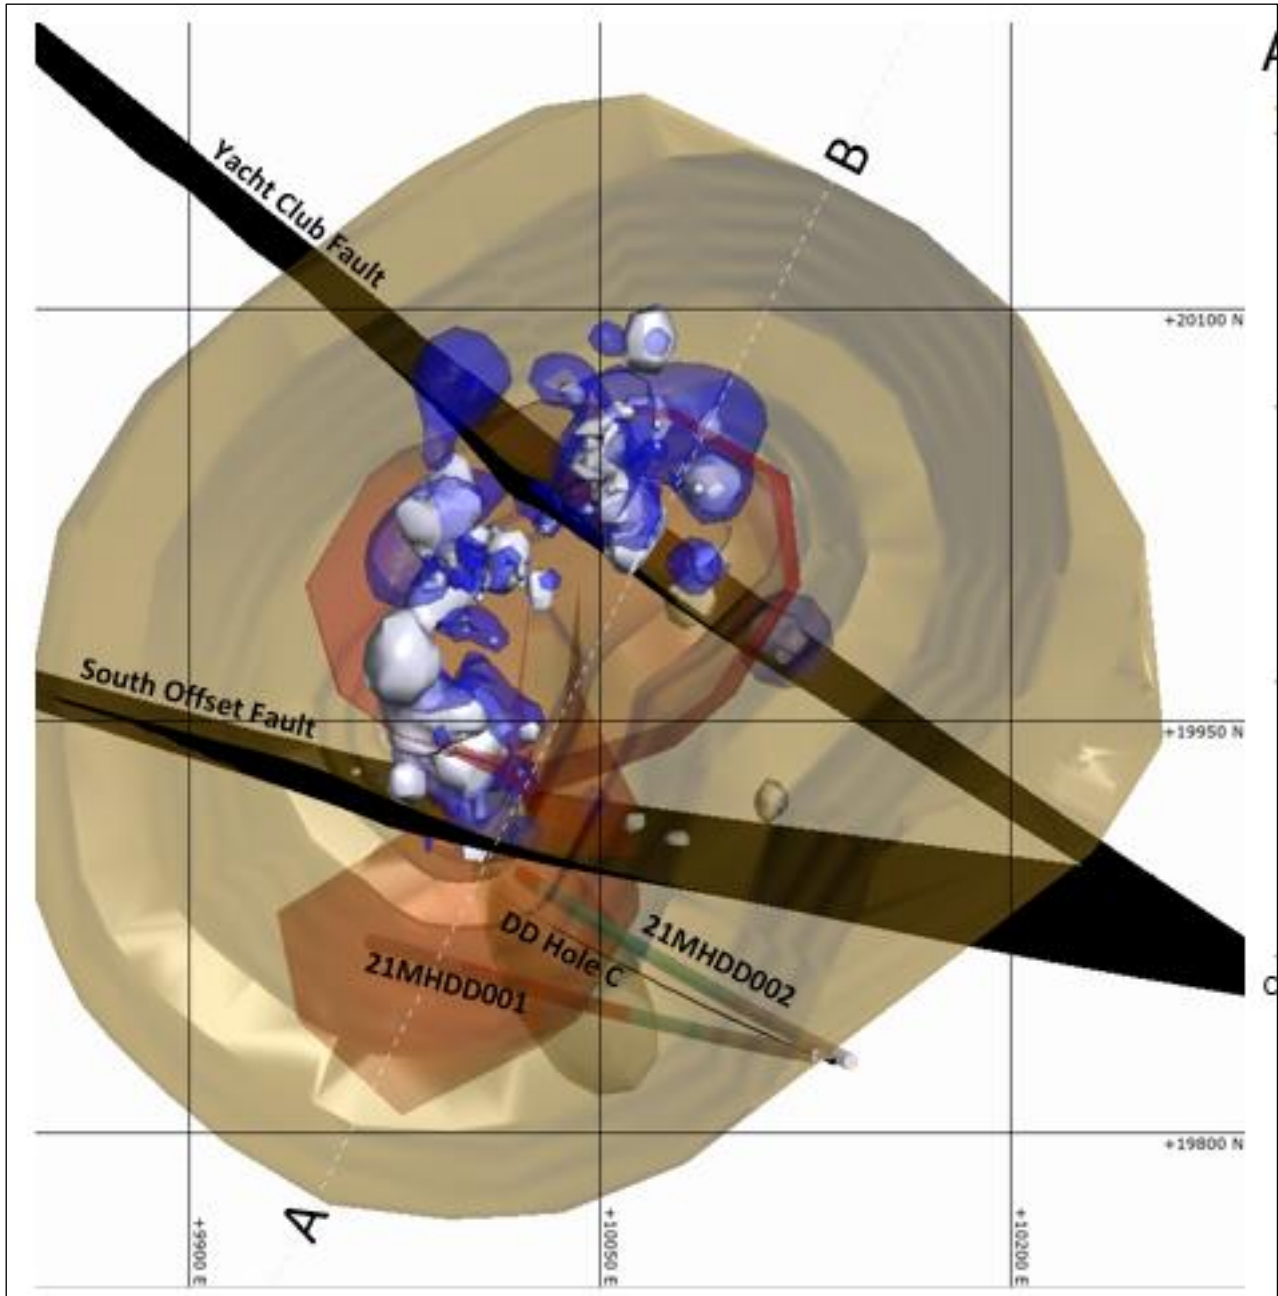 A
B
Yacht Club Fault
+20100 N
South Offset Fault
+19950 N
21MHDD002
DD Hole C
21MHDD001
+19800 N
A
+9900 E
+10050 E
+10200 E